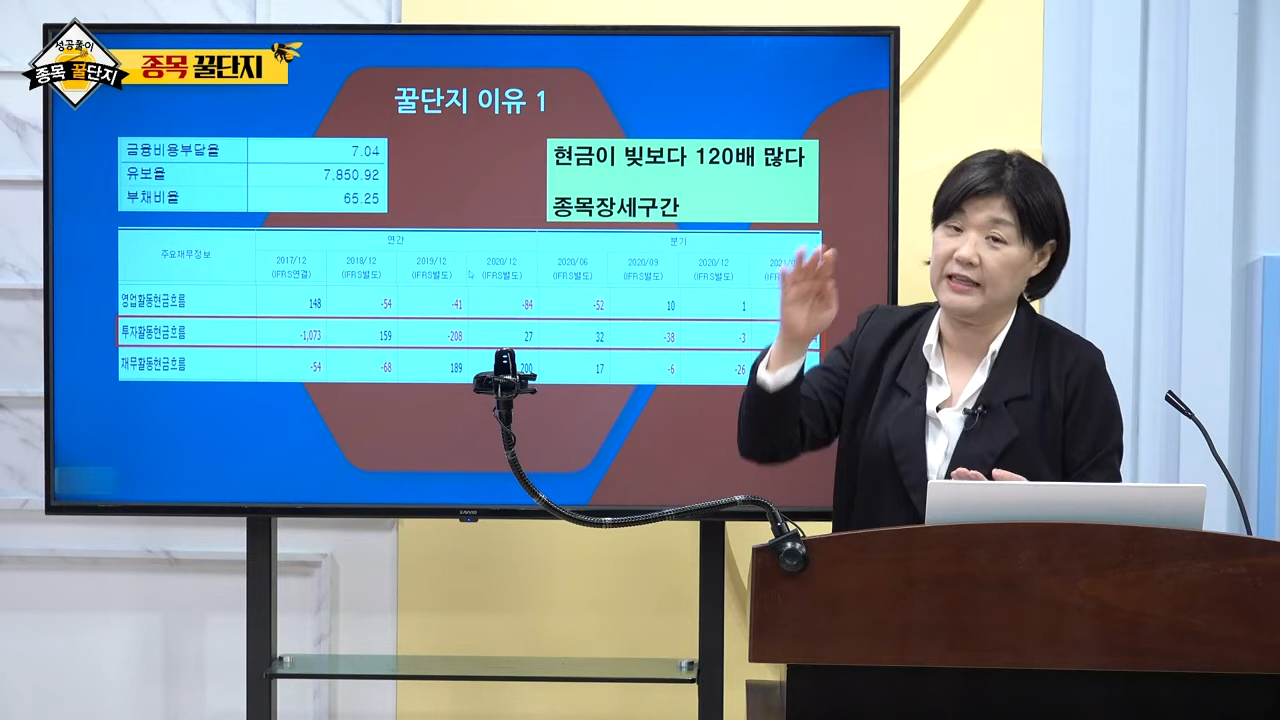 성공풀이
종목 꿀단지
종목 꿀단지
꿀단지 이유 1
금융비용부담율 7.04
유보율 7,850.92
부채비율 65.25
현금이 빚보다 120배 많다
종목장세구간
주요재무정보 연간 분기
2017/12 2018/12 2019/12 2020/12 2020/06 2020/09 2020/12
(IFRS연결) (IFRS별도) (IFRS별도) (IFRS별도) (IFRS별도) (IFRS별도) (IFRS별도)
영업활동현금흐름 148 -54 -41 -84 -52 10 1
투자활동현금흐름 -1,073 159 -208 27 32 -38 -3
재무활동현금흐름 -54 -68 189 200 17 -6 -26